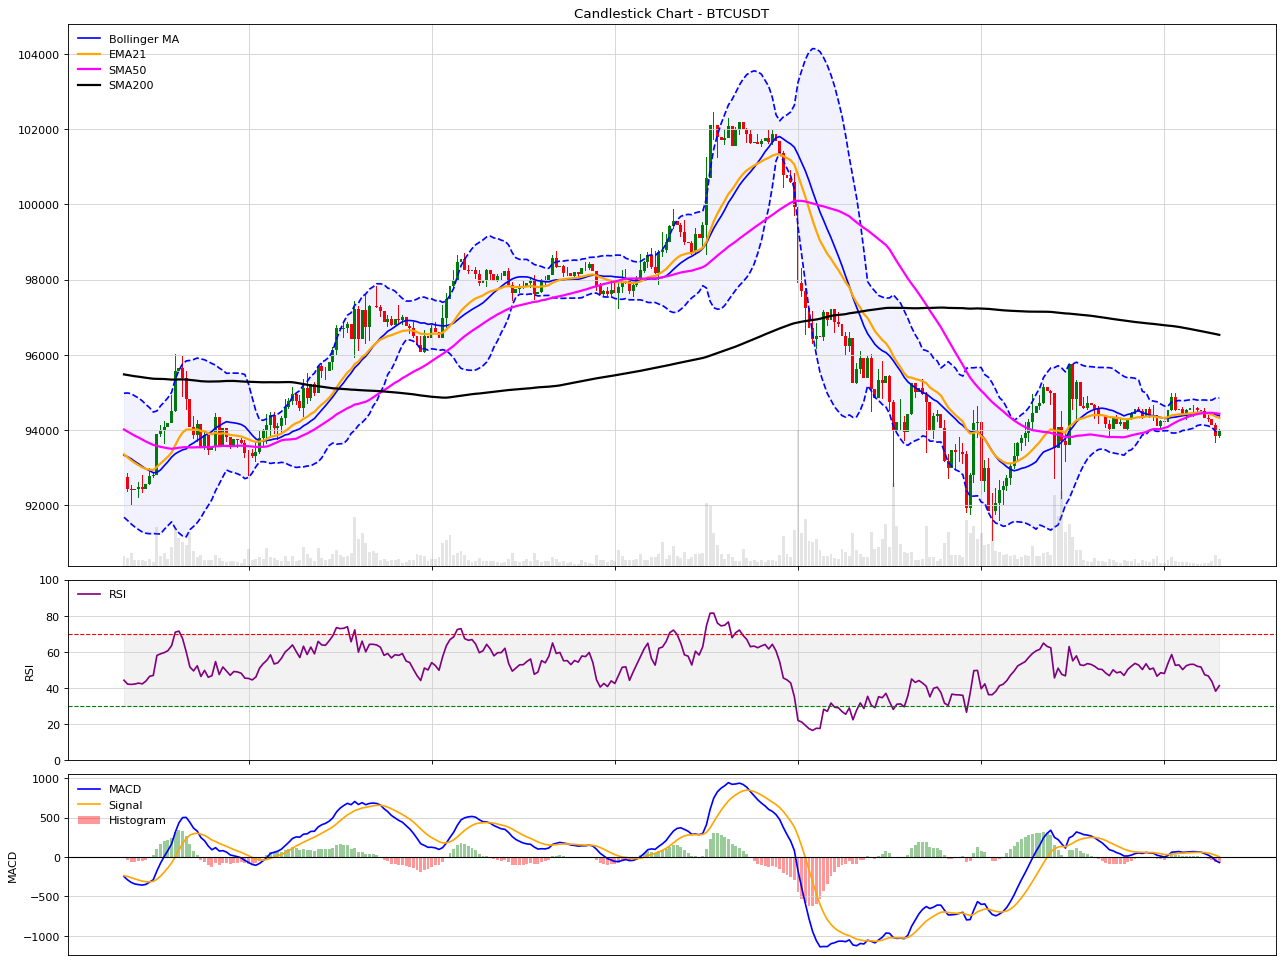 Candlestick Chart - BTCUSDT
Bollinger MA
EMA21
SMA50
SMA200
104000
102000
100000
98000
96000
94000
92000
RSI
100
80
60
40
20
0
RSI
MACD
Signal
Histogram
1000
500
0
−500
−1000
MACD